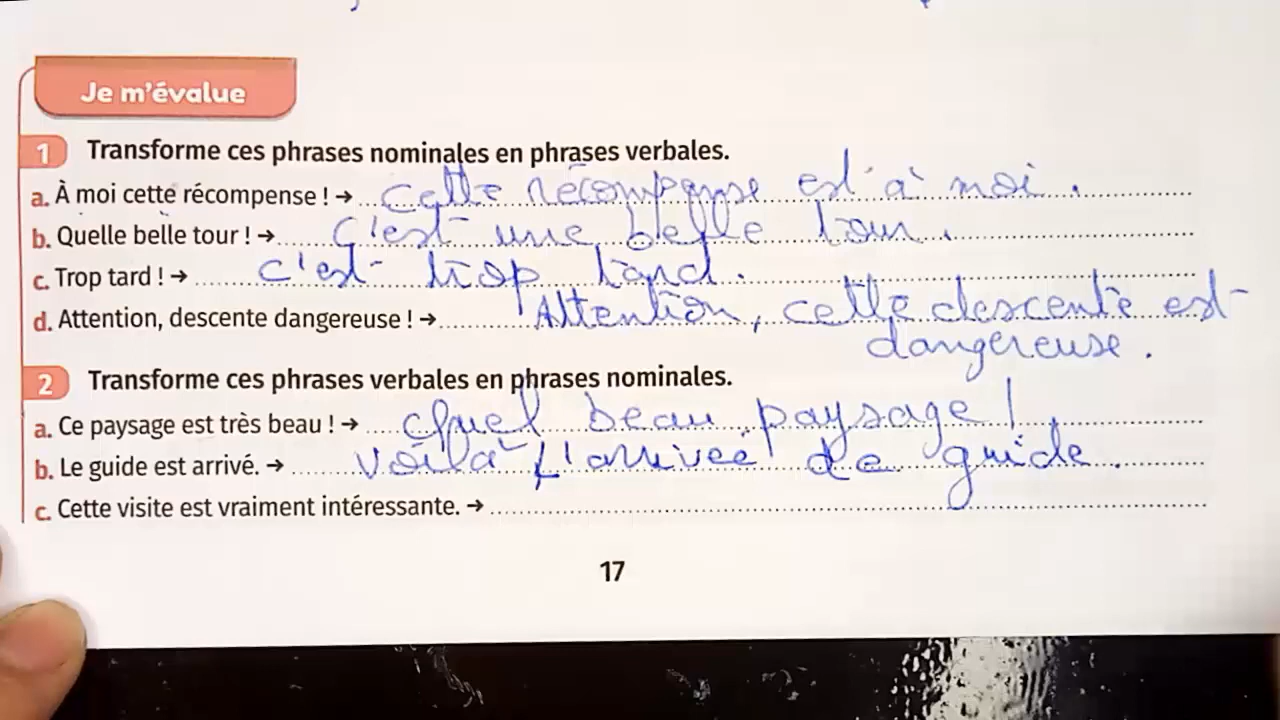 Je m'évalue
1 Transforme ces phrases nominales en phrases verbales.
a. À moi cette récompense ! → cette récompense est à moi.
b. Quelle belle tour ! → C'est une belle tour.
c. Trop tard ! → C'est trop tard.
d. Attention, descente dangereuse ! → Attention, cette descente est
dangereuse.
2 Transforme ces phrases verbales en phrases nominales.
a. Ce paysage est très beau ! → Quel beau paysage !
b. Le guide est arrivé. → Voilà l'arrivée de guide.
c. Cette visite est vraiment intéressante. →
17